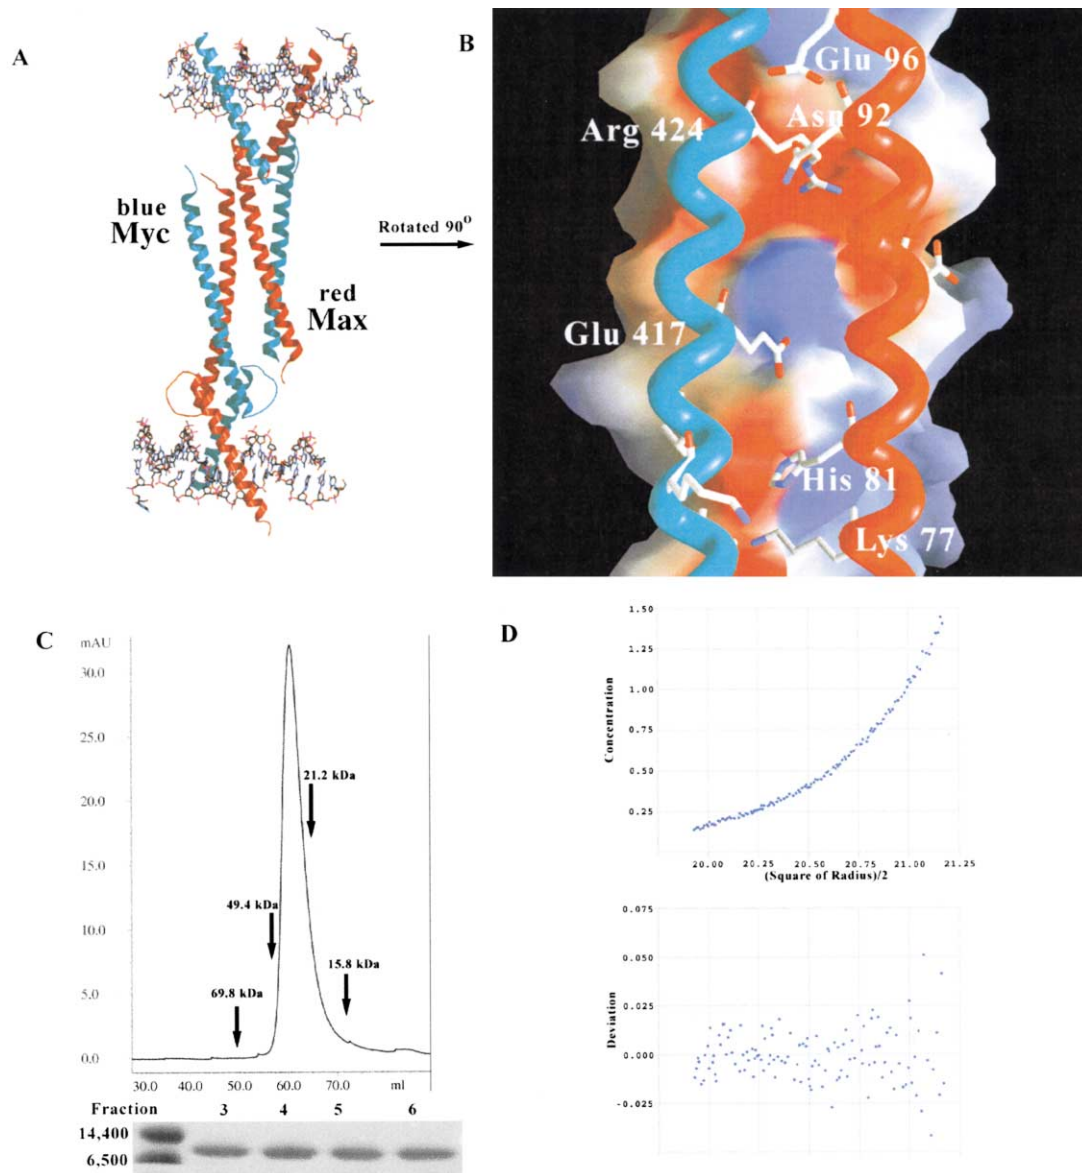 A
B
blue
Myc
red
Max
Rotated 90°
Glu 96
Asn 92
Arg 424
Glu 417
His 81
Lys 77
C
mAU
30.0
25.0
20.0
15.0
10.0
5.0
0.0
21.2 kDa
49.4 kDa
15.8 kDa
69.8 kDa
30.0 40.0 50.0 60.0 70.0 ml
Fraction 3 4 5 6
14,400
6,500
D
Concentration
1.50
1.25
1.00
0.75
0.50
0.25
20.00 20.25 20.50 20.75 21.00 21.25
(Square of Radius)/2
Deviation
0.075
0.050
0.025
0.000
-0.025